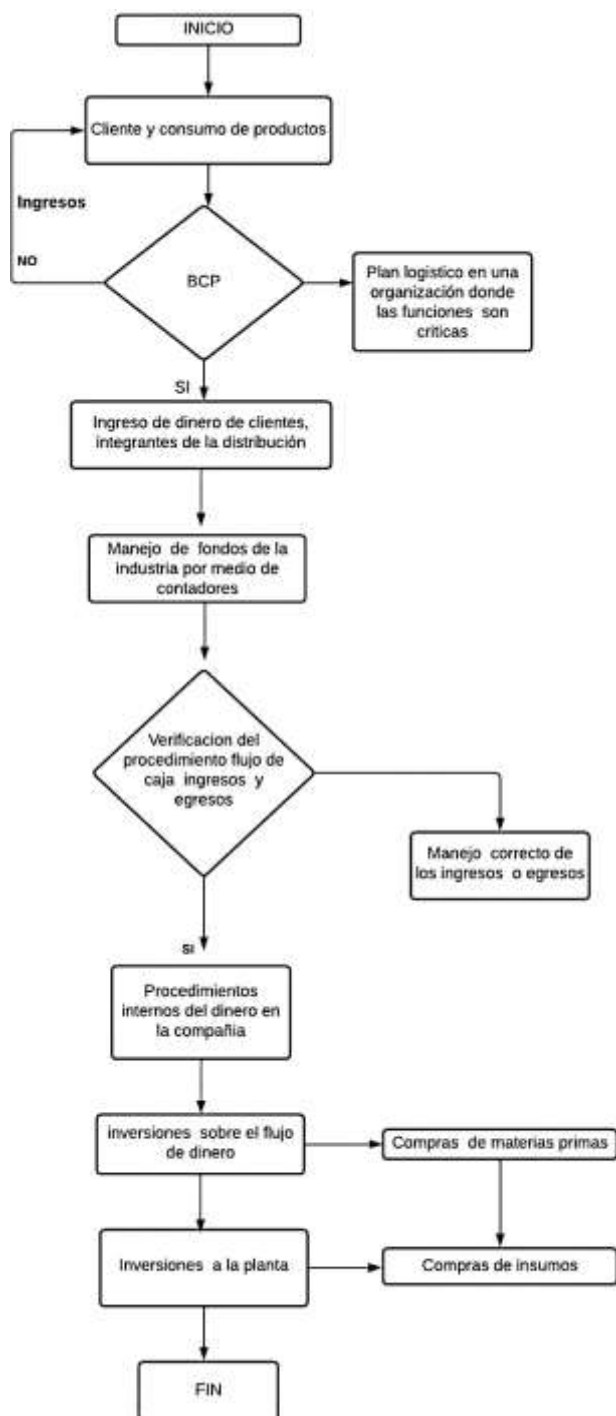 INICIO
Cliente y consumo de productos
Ingresos
NO
BCP
Plan logistico en una
organización donde
las funciones son
criticas
SI
Ingreso de dinero de clientes,
integrantes de la distribución
Manejo de fondos de la
industria por medio de
contadores
Verificacion del
procedimiento flujo de
caja ingresos y
egresos
Manejo correcto de
los ingresos o egresos
SI
Procedimientos
internos del dinero en
la compañia
inversiones sobre el flujo
de dinero
Compras de materias primas
Inversiones a la planta
Compras de insumos
FIN